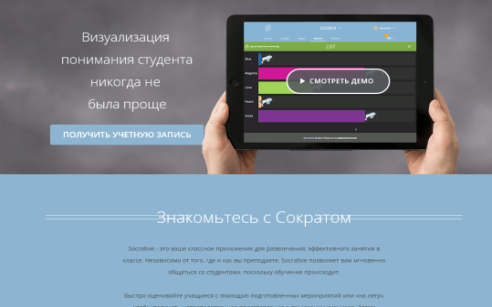 Визуализация
понимания студента
никогда не
была проще
ПОЛУЧИТЬ УЧЕТНУЮ ЗАПИСЬ
СМОТРЕТЬ ДЕМО
Знакомьтесь с Сократом
Socrative - это ваше классное приложение для развлечения, эффективного занятия в
классе. Независимо от того, где и как вы преподаете, Socrative позволяет вам мгновенно
общаться со студентами, поскольку обучение происходит.
Быстро оценивайте учащихся с помощью подготовленных мероприятий или «на лету»,